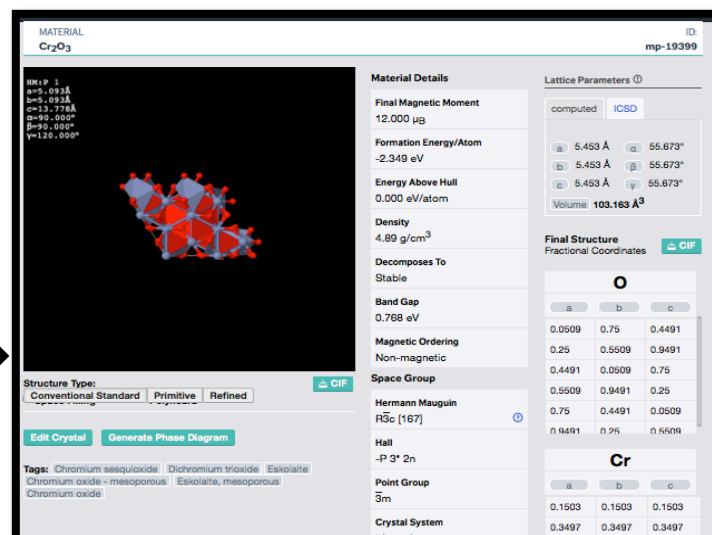 MATERIAL
Cr₂O₃
ID:
mp-19399
HM:P 1
a=5.093Å
b=5.093Å
c=13.778Å
α=90.000°
β=90.000°
γ=120.000°
Structure Type:
Conventional Standard Primitive Refined
CIF
Edit Crystal Generate Phase Diagram
Tags: Chromium sesquioxide Dichromium trioxide Eskolaite
Chromium oxide - mesoporous Eskolaite, mesoporous
Chromium oxide
Material Details
Final Magnetic Moment
12.000 μB
Formation Energy/Atom
-2.349 eV
Energy Above Hull
0.000 eV/atom
Density
4.89 g/cm³
Decomposes To
Stable
Band Gap
0.768 eV
Magnetic Ordering
Non-magnetic
Space Group
Hermann Mauguin
R3̅c [167]
Hall
-P 3* 2n
Point Group
3̅m
Crystal System
Lattice Parameters
computed ICSD
a 5.453 Å α 55.673°
b 5.453 Å β 55.673°
c 5.453 Å γ 55.673°
Volume 103.163 Å³
Final Structure
Fractional Coordinates
CIF
O
a b c
0.0509 0.75 0.4491
0.25 0.5509 0.9491
0.4491 0.0509 0.75
0.5509 0.9491 0.25
0.75 0.4491 0.0509
0.9491 0.25 0.5509
Cr
a b c
0.1503 0.1503 0.1503
0.3497 0.3497 0.3497